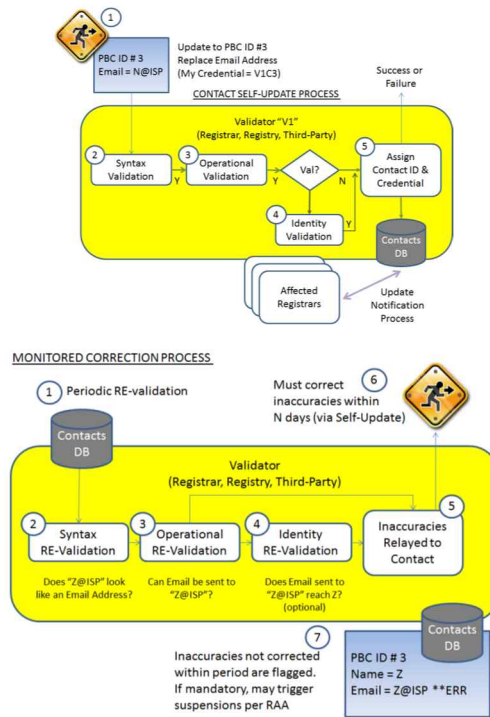 1
PBC ID # 3
Email = N@ISP
Update to PBC ID #3
Replace Email Address
(My Credential = V1C3)
Success or
Failure
CONTACT SELF-UPDATE PROCESS
Validator "V1"
(Registrar, Registry, Third-Party)
2
Syntax
Validation
Y
3
Operational
Validation
Y
Val?
N
4
Identity
Validation
Y
5
Assign
Contact ID &
Credential
Contacts
DB
Affected
Registrars
Update
Notification
Process
MONITORED CORRECTION PROCESS
1
Periodic RE-validation
Contacts
DB
Must correct
inaccuracies within
N days (via Self-Update)
6
Validator
(Registrar, Registry, Third-Party)
2
Syntax
RE-Validation
3
Operational
RE-Validation
4
Identity
RE-Validation
5
Inaccuracies
Relayed to
Contact
Does "Z@ISP" look
like an Email Address?
Can Email be sent to
"Z@ISP"?
Does Email sent to
"Z@ISP" reach Z?
(optional)
7
Inaccuracies not corrected
within period are flagged.
If mandatory, may trigger
suspensions per RAA
Contacts
DB
PBC ID # 3
Name = Z
Email = Z@ISP **ERR